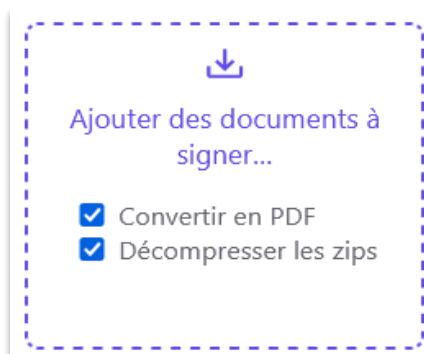 Ajouter des documents à
signer...
Convertir en PDF
Décompresser les zips